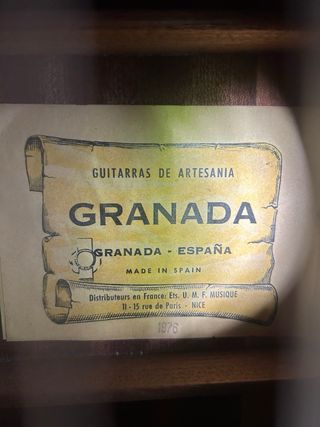 GUITARRAS DE ARTESANIA
GRANADA
GRANADA - ESPAÑA
MADE IN SPAIN
Distributeurs en France: Ets. U. M. F. MUSIQUE
11 - 15 rue de Paris - NICE
1976